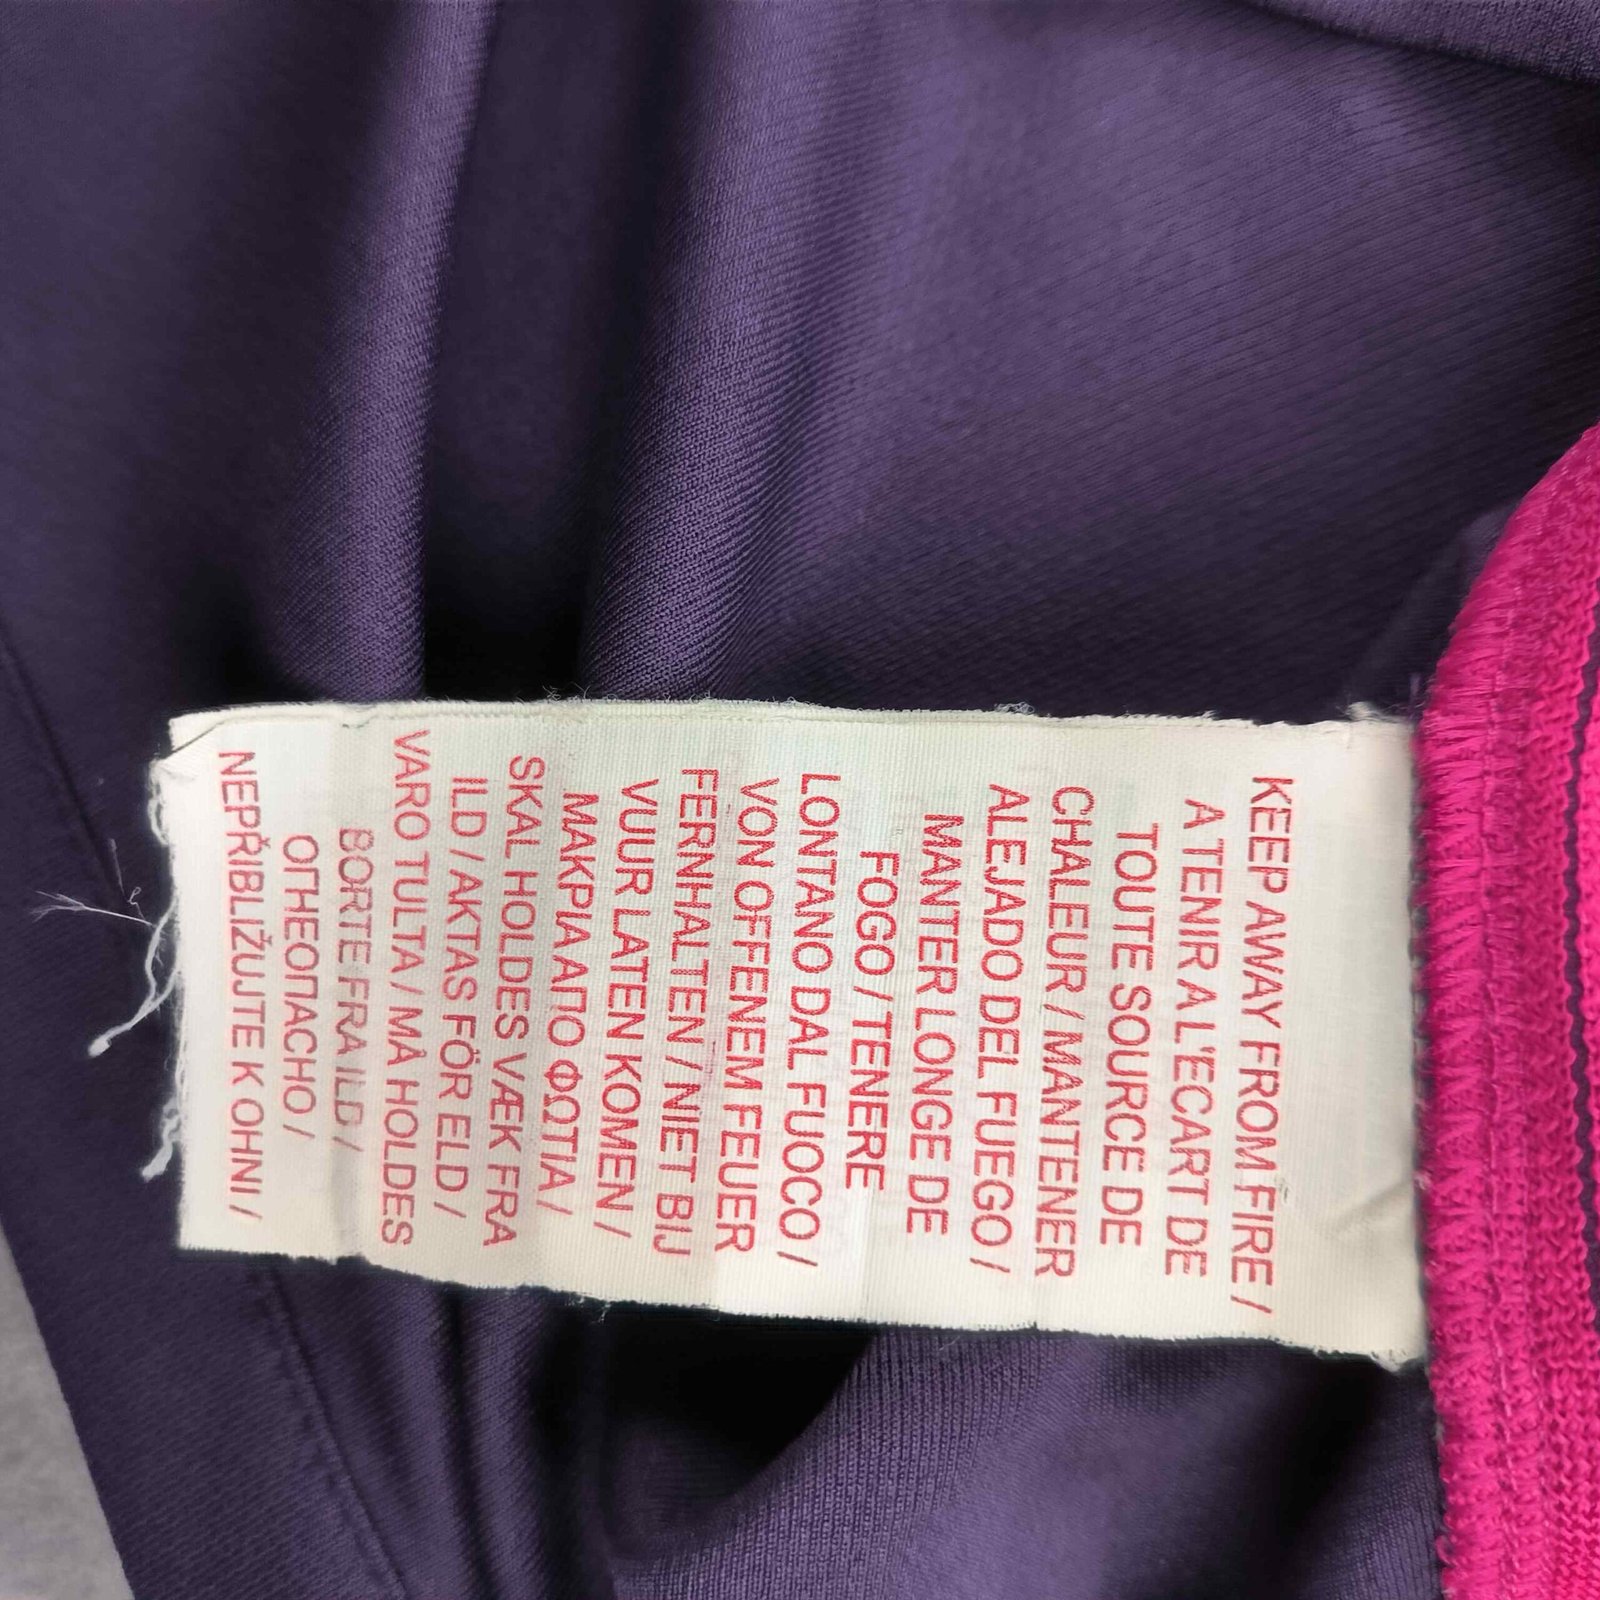 KEEP AWAY FROM FIRE /
A TENIR A L'ECART DE
TOUTE SOURCE DE
CHALEUR / MANTENER
ALEJADO DEL FUEGO /
MANTER LONGE DE
FOGO / TENERE
LONTANO DAL FUOCO /
VON OFFENEM FEUER
FERNHALTEN / NIET BIJ
VUUR LATEN KOMEN /
ΜΑΚΡΙΑ ΑΠΟ ΦΩΤΙΑ /
SKAL HOLDES VÆK FRA
ILD / AKTAS FÖR ELD /
VARO TULTA / MÅ HOLDES
BORTE FRA ILD /
ОГНЕОПАСНО /
NEPŘIBLIŽUJTE K OHNI /